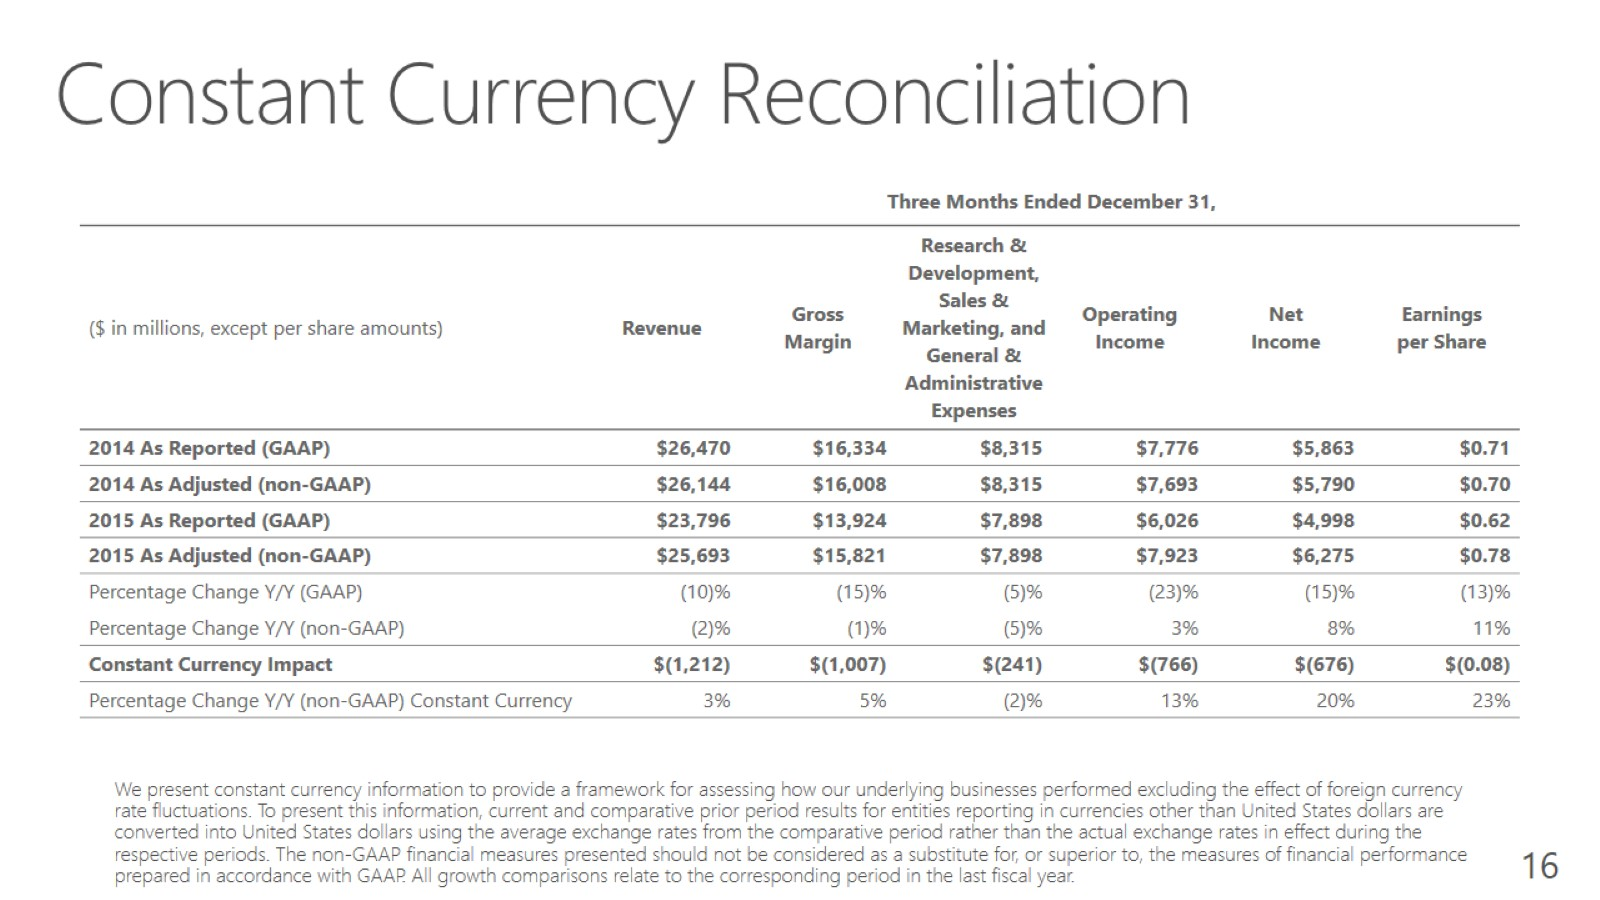 Constant Currency Reconciliation
Three Months Ended December 31,
($ in millions, except per share amounts)
Revenue
Gross
Margin
Research &
Development,
Sales &
Marketing, and
General &
Administrative
Expenses
Operating
Income
Net
Income
Earnings
per Share
2014 As Reported (GAAP) $26,470 $16,334 $8,315 $7,776 $5,863 $0.71
2014 As Adjusted (non-GAAP) $26,144 $16,008 $8,315 $7,693 $5,790 $0.70
2015 As Reported (GAAP) $23,796 $13,924 $7,898 $6,026 $4,998 $0.62
2015 As Adjusted (non-GAAP) $25,693 $15,821 $7,898 $7,923 $6,275 $0.78
Percentage Change Y/Y (GAAP) (10)% (15)% (5)% (23)% (15)% (13)%
Percentage Change Y/Y (non-GAAP) (2)% (1)% (5)% 3% 8% 11%
Constant Currency Impact $(1,212) $(1,007) $(241) $(766) $(676) $(0.08)
Percentage Change Y/Y (non-GAAP) Constant Currency 3% 5% (2)% 13% 20% 23%
We present constant currency information to provide a framework for assessing how our underlying businesses performed excluding the effect of foreign currency
rate fluctuations. To present this information, current and comparative prior period results for entities reporting in currencies other than United States dollars are
converted into United States dollars using the average exchange rates from the comparative period rather than the actual exchange rates in effect during the
respective periods. The non-GAAP financial measures presented should not be considered as a substitute for, or superior to, the measures of financial performance
prepared in accordance with GAAP. All growth comparisons relate to the corresponding period in the last fiscal year.
16